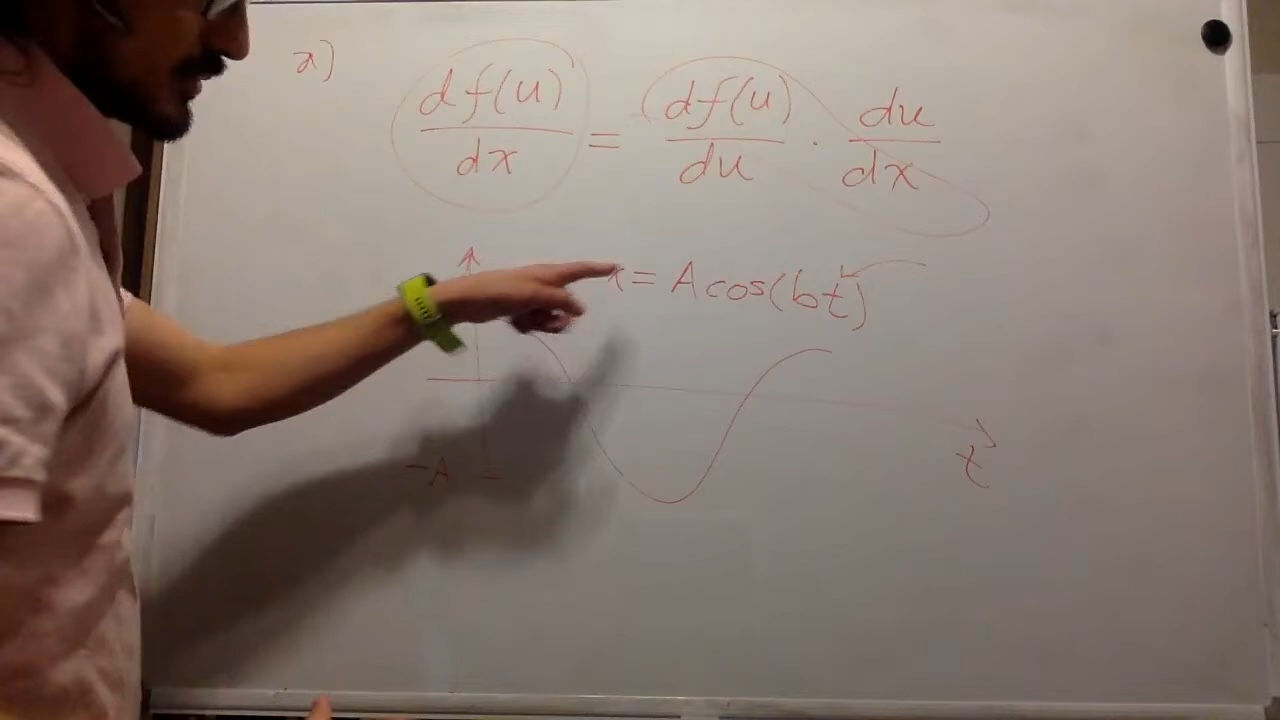 a)
df(u)/dx = df(u)/du · du/dx
x = A cos(bt)
-A
t